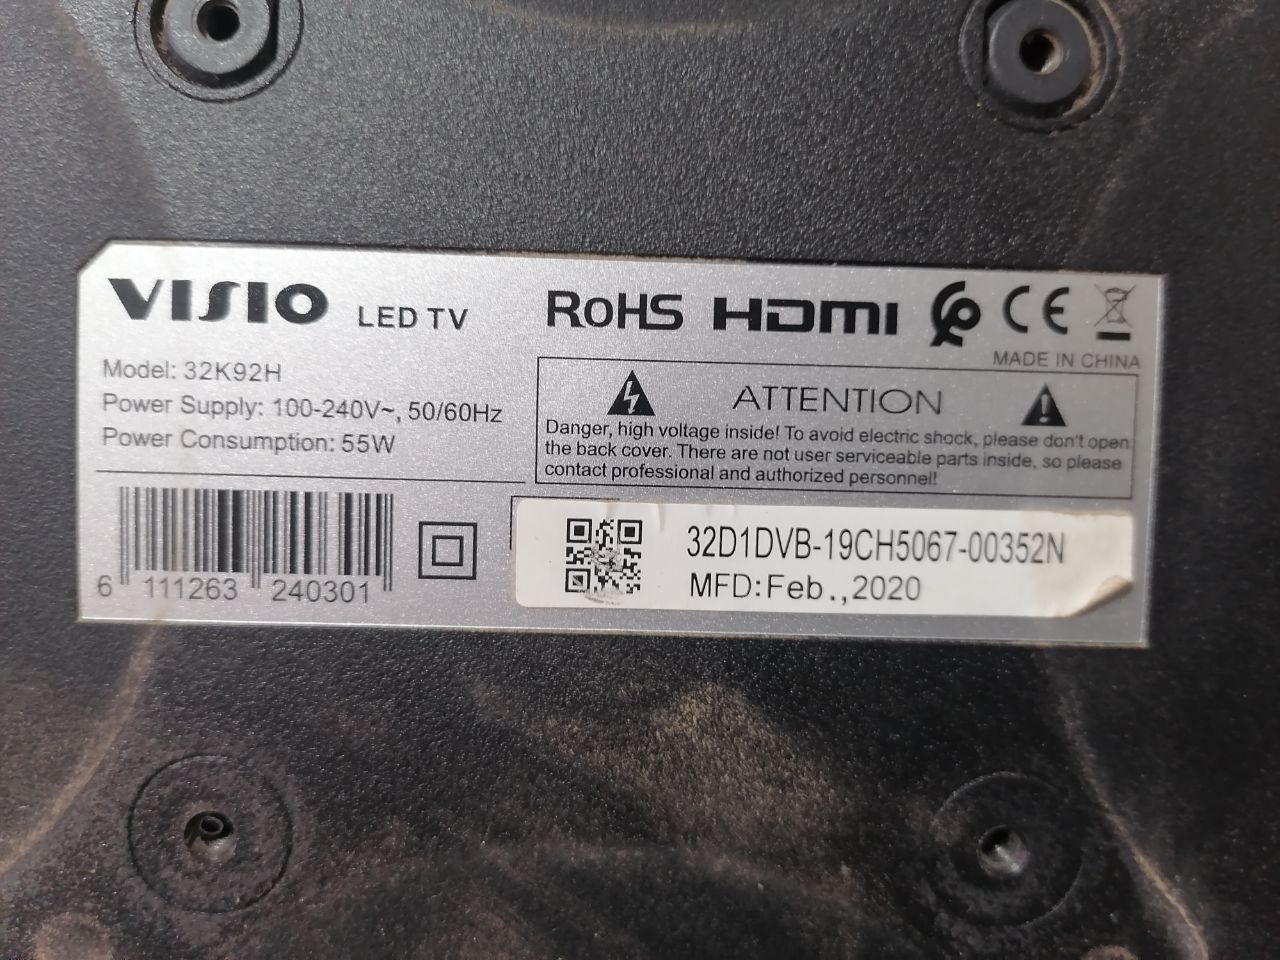 VISIO LED TV
RoHS HDMI CE
MADE IN CHINA
Model: 32K92H
Power Supply: 100-240V~, 50/60Hz
Power Consumption: 55W
ATTENTION
Danger, high voltage inside! To avoid electric shock, please don't open
the back cover. There are not user serviceable parts inside, so please
contact professional and authorized personnel!
6 111263 240301
32D1DVB-19CH5067-00352N
MFD:Feb.,2020